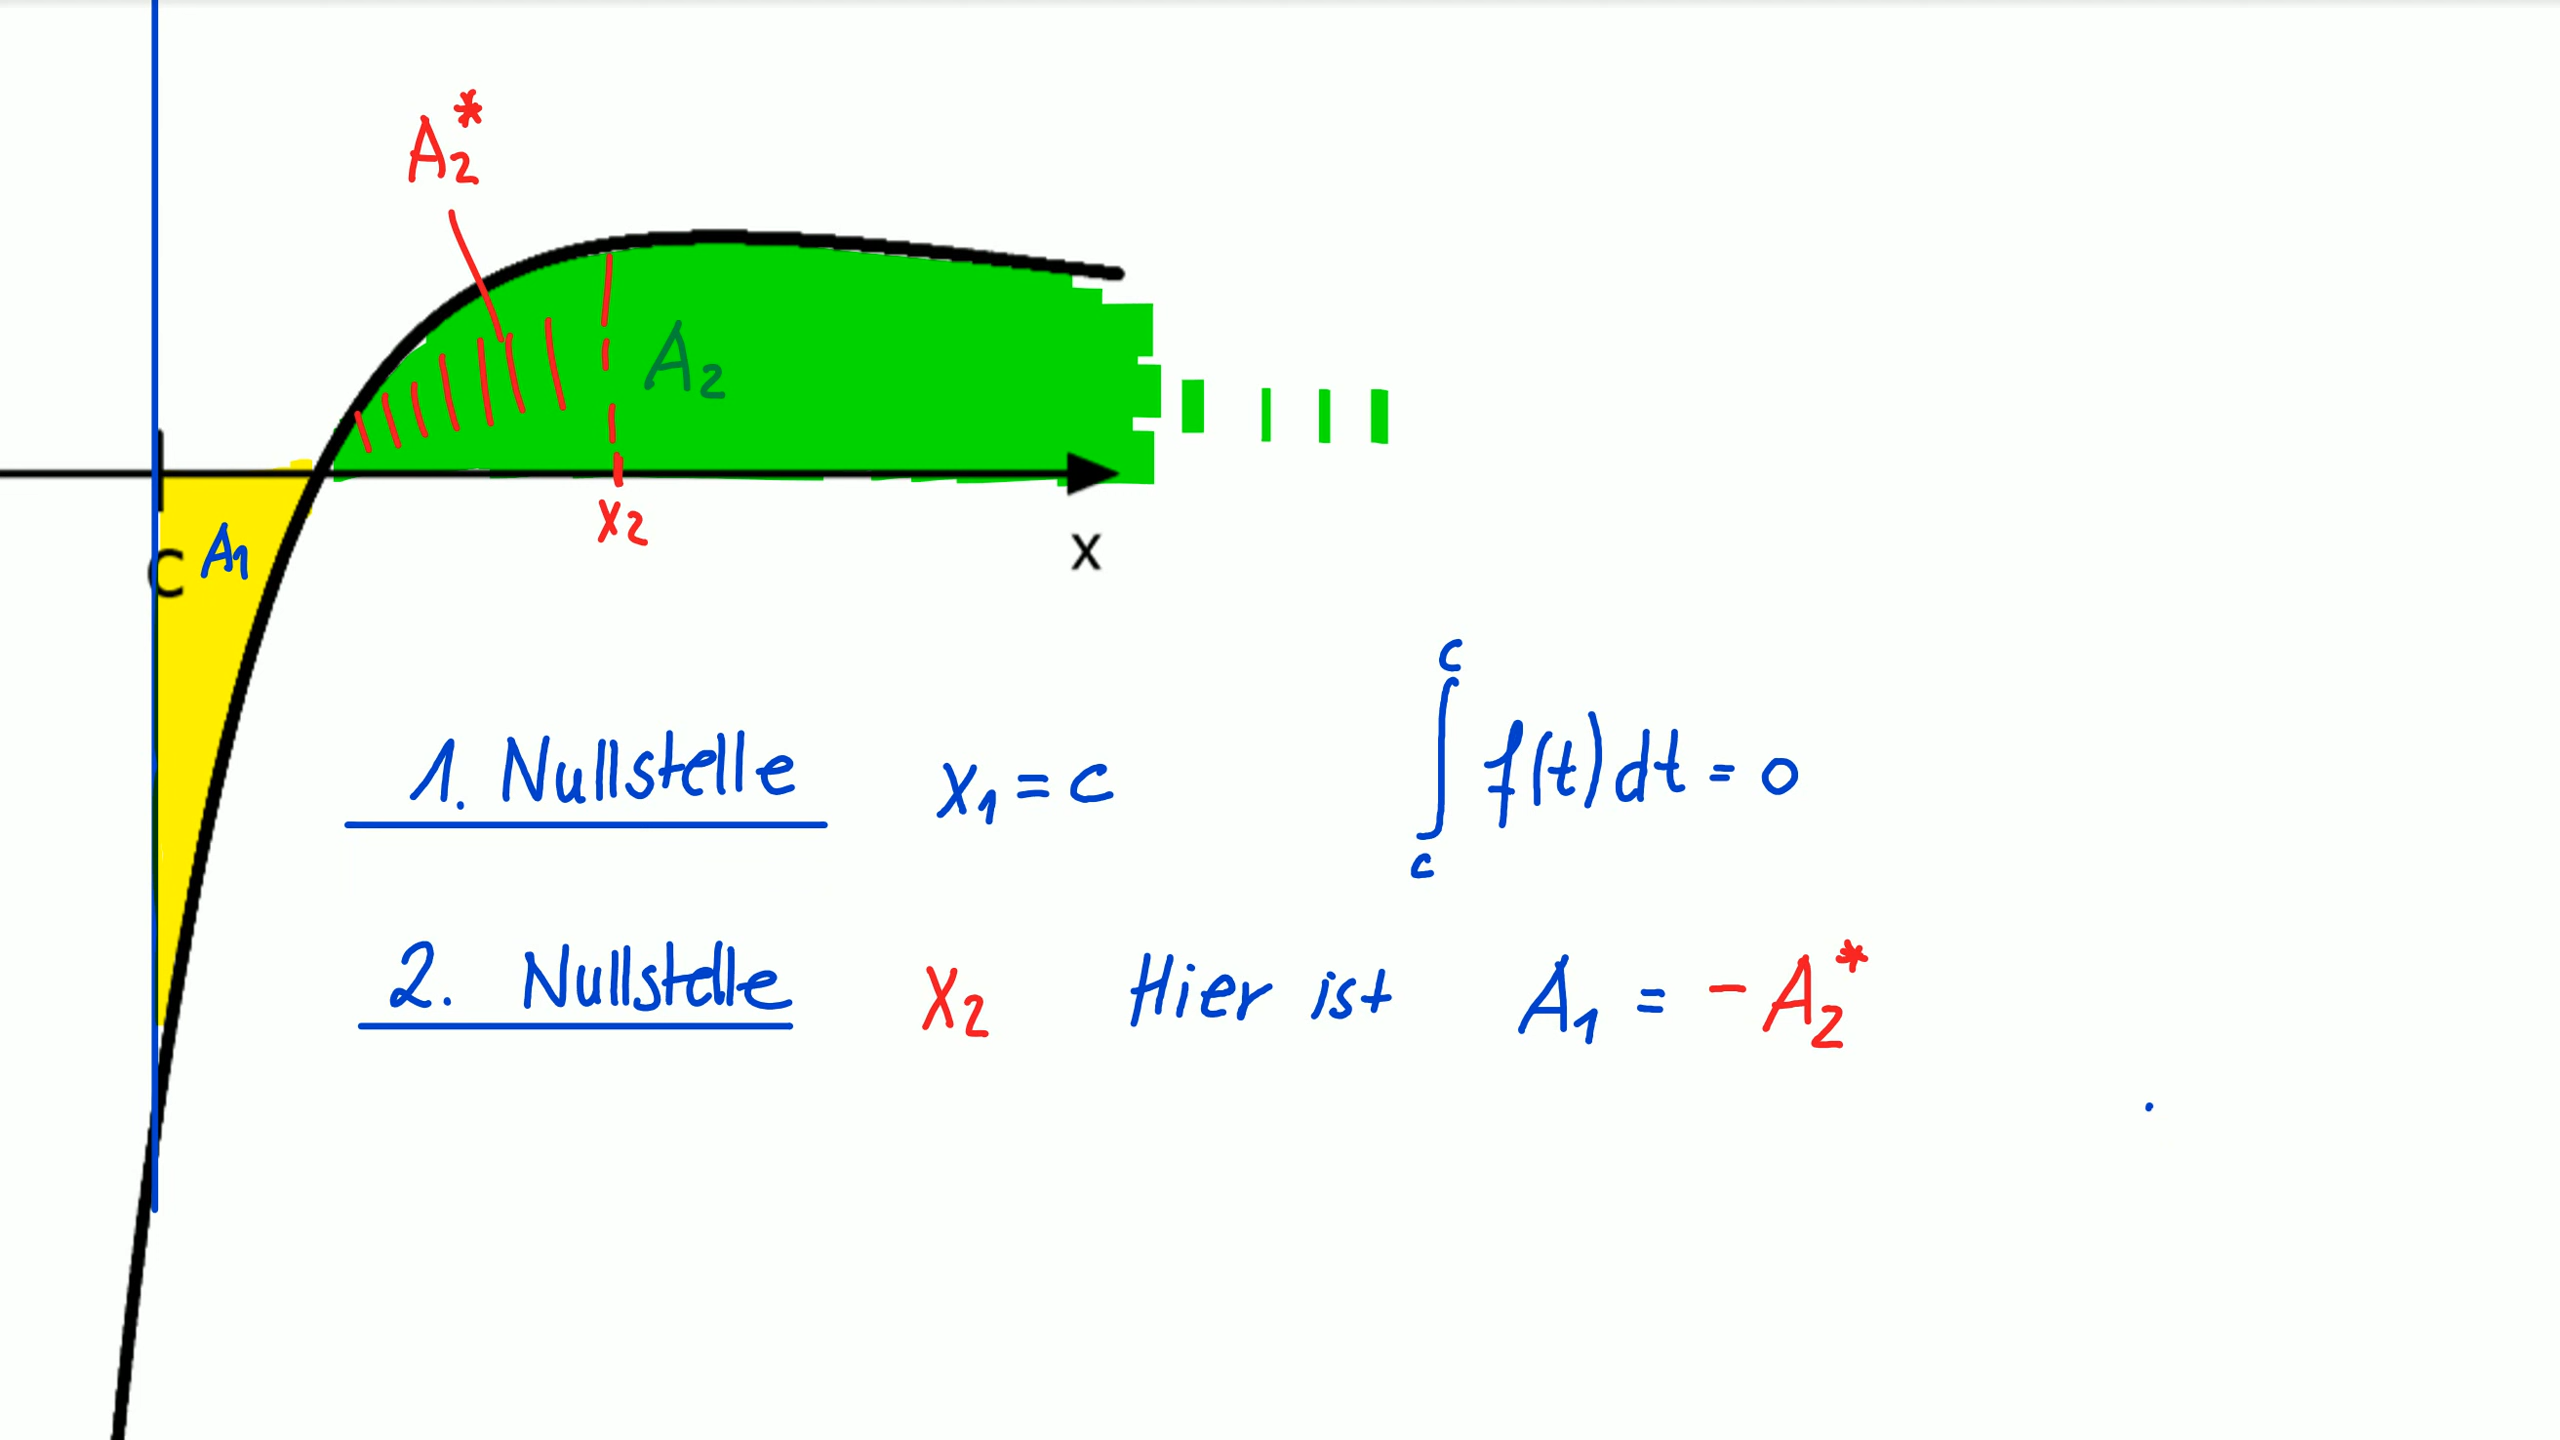 A₂*
A₂
x₂
c A₁
x
1. Nullstelle x₁ = c ∫_c^c f(t) dt = 0
2. Nullstelle x₂ Hier ist A₁ = -A₂*